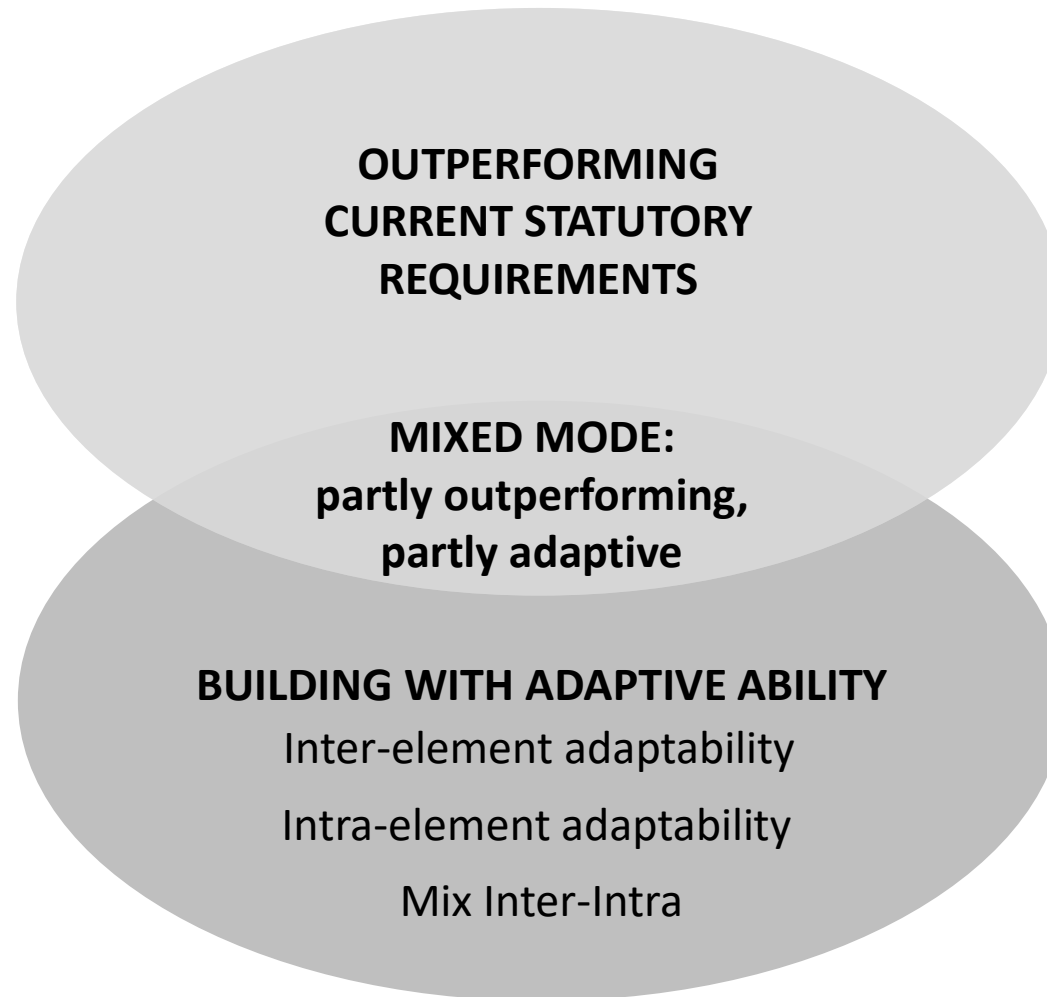 OUTPERFORMING
CURRENT STATUTORY
REQUIREMENTS
MIXED MODE:
partly outperforming,
partly adaptive
BUILDING WITH ADAPTIVE ABILITY
Inter-element adaptability
Intra-element adaptability
Mix Inter-Intra